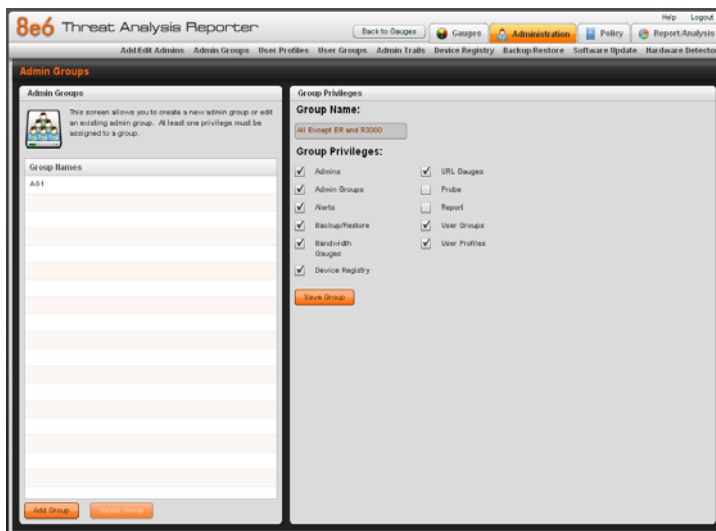 8e6 Threat Analysis Reporter
Help Logout
Back to Gauges Gauges Administration Policy Report/Analysis
Add/Edit Admins Admin Groups User Profiles User Groups Admin Trails Device Registry Backup/Restore Software Update Hardware Detector
Admin Groups
Admin Groups
This screen allows you to create a new admin group or edit
an existing admin group. At least one privilege must be
assigned to a group.
Group Names
Add Group Delete Group
Group Privileges
Group Name:
All Except ER and R3000
Group Privileges:
Admins URL Gauges
Admin Groups Probe
Alerts Report
Backup/Restore User Groups
Bandwidth
Gauges User Profiles
Device Registry
Save Group